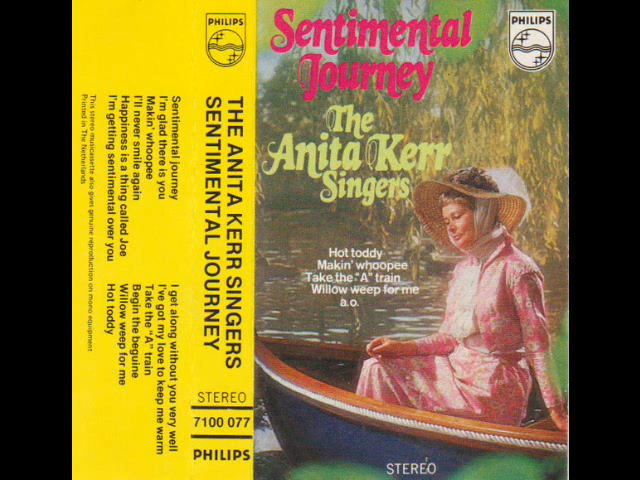 PHILIPS
Sentimental journey
I'm glad there is you
Makin' whoopee
I'll never smile again
Happiness is a thing called Joe
I'm getting sentimental over you
I get along without you very well
I've got my love to keep me warm
Take the "A" train
Begin the beguine
Willow weep for me
Hot toddy
This stereo musicassette also gives genuine reproduction on mono equipment
Printed in The Netherlands
THE ANITA KERR SINGERS
SENTIMENTAL JOURNEY
STEREO
7100 077
PHILIPS
Sentimental
Journey
PHILIPS
The
Anita Kerr
Singers
Hot toddy
Makin' whoopee
Take the "A" train
Willow weep for me
a.o.
STEREO